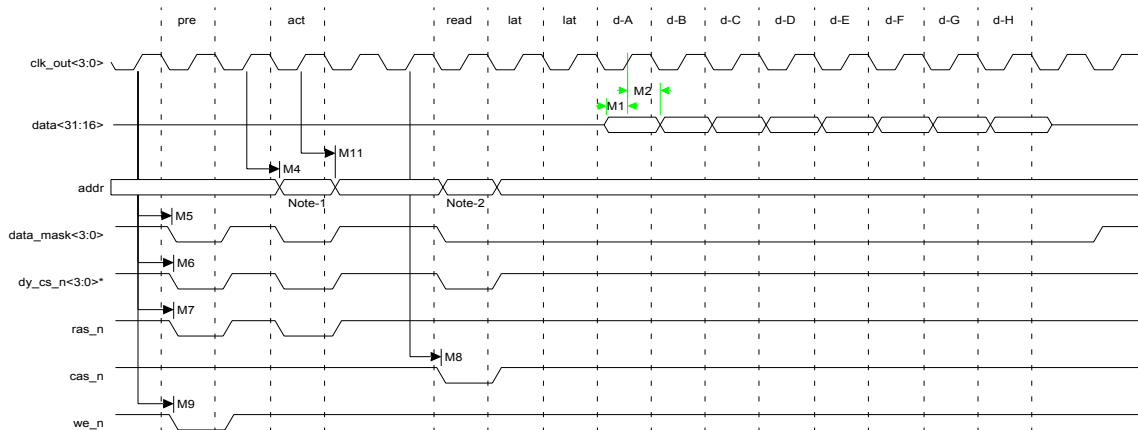 pre act read lat lat d-A d-B d-C d-D d-E d-F d-G d-H
clk_out<3:0>
M2
M1
data<31:16>
M11
M4
addr
Note-1 Note-2
M5
data_mask<3:0>
M6
dy_cs_n<3:0>*
M7
ras_n
M8
cas_n
M9
we_n